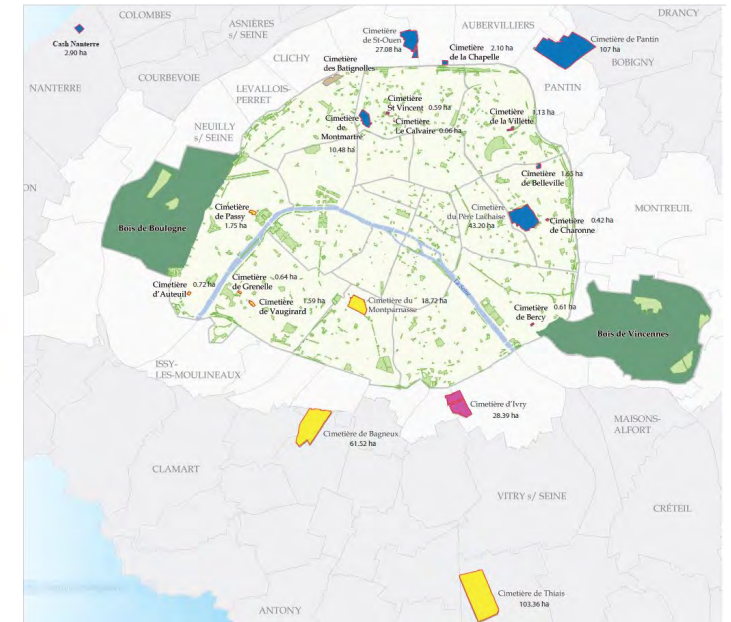 COLOMBES
ASNIÈRES
s/ SEINE
AUBERVILLIERS
DRANCY
Cash Nanterre
2.90 ha
Cimetière
de St-Ouen
27.08 ha
Cimetière 2.10 ha
de la Chapelle
Cimetière de Pantin
107 ha
BOBIGNY
CLICHY
Cimetière
des Batignolles
COURBEVOIE
NANTERRE
LEVALLOIS-
PERRET
PANTIN
Cimetière
St Vincent 0.59 ha
Cimetière
de Montmartre
10.48 ha
Cimetière
Le Calvaire 0.06 ha
Cimetière 1.13 ha
de la Villette
NEUILLY
s/ SEINE
Cimetière 1.65 ha
de Belleville
ON
Cimetière
de Passy
1.75 ha
Cimetière
du Père Lachaise
43.20 ha
Cimetière 0.42 ha
de Charonne
MONTREUIL
Bois de Boulogne
Cimetière 0.72 ha
d'Auteuil
Cimetière 0.64 ha
de Grenelle
Cimetière 1.59 ha
de Vaugirard
Cimetière du 18,72 ha
Montparnasse
La Seine
Cimetière 0.61 ha
de Bercy
Bois de Vincennes
ISSY-
LES-MOULINEAUX
Cimetière d'Ivry
28.39 ha
Cimetière de Bagneux
61.52 ha
MAISONS-
ALFORT
CLAMART
VITRY s/ SEINE
CRÉTEIL
Cimetière de Thiais
103.36 ha
ANTONY